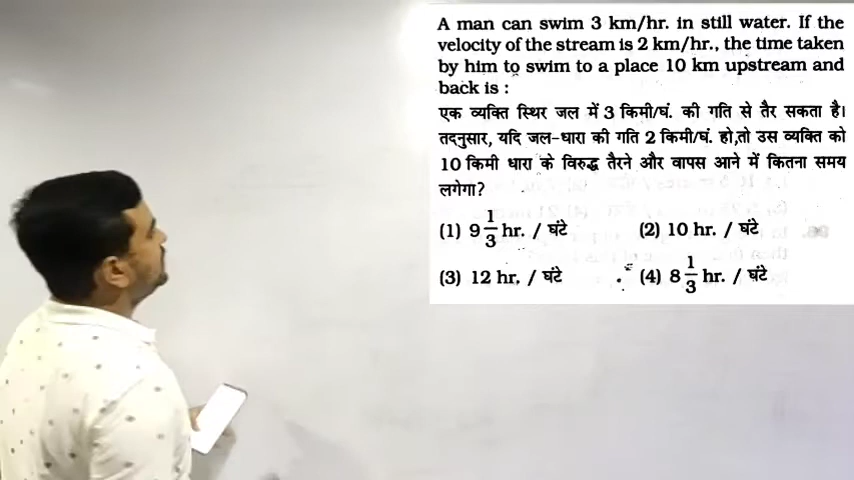 A man can swim 3 km/hr. in still water. If the
velocity of the stream is 2 km/hr., the time taken
by him to swim to a place 10 km upstream and
back is :
एक व्यक्ति स्थिर जल में 3 किमी/घं. की गति से तैर सकता है।
तदनुसार, यदि जल-धारा की गति 2 किमी/घं. हो,तो उस व्यक्ति को
10 किमी धारा के विरुद्ध तैरने और वापस आने में कितना समय
लगेगा?
(1) 9 1/3 hr. / घंटे (2) 10 hr. / घंटे
(3) 12 hr. / घंटे (4) 8 1/3 hr. / घंटे